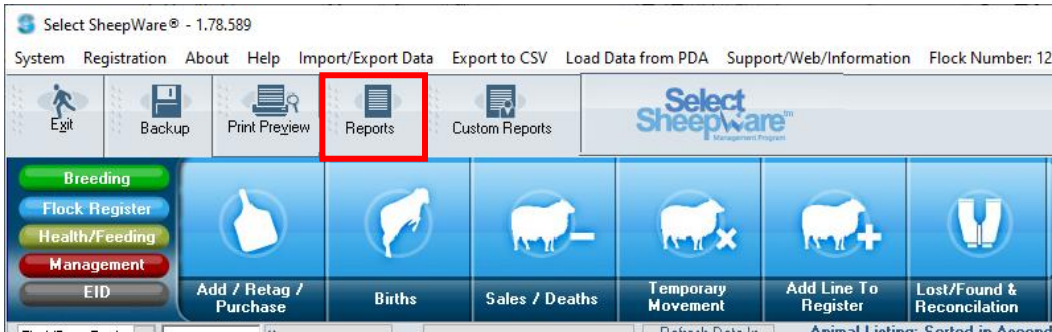 Select SheepWare® - 1.78.589
System Registration About Help Import/Export Data Export to CSV Load Data from PDA Support/Web/Information Flock Number: 12
Exit Backup Print Preview Reports Custom Reports
Select
SheepWare™
Management Program
Breeding
Flock Register
Health/Feeding
Management
EID
Add / Retag /
Purchase
Births
Sales / Deaths
Temporary
Movement
Add Line To
Register
Lost/Found &
Reconcilation
Refresh Data In Animal Listing: Sorted in Ascend